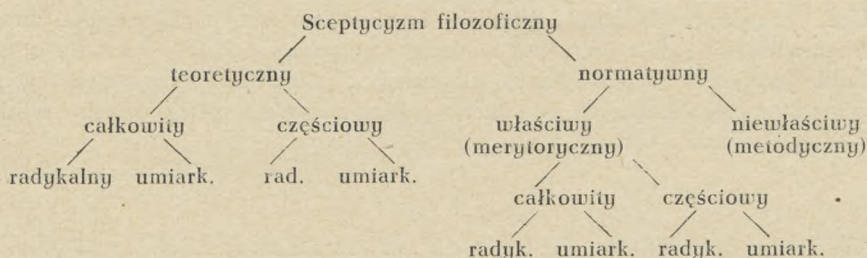 Sceptycyzm filozoficzny
teoretyczny normatywny
całkowity częściowy właściwy niewłaściwy
(merytoryczny) (metodyczny)
radykalny umiark. rad. umiark.
całkowity częściowy
radyk. umiark. radyk. umiark.